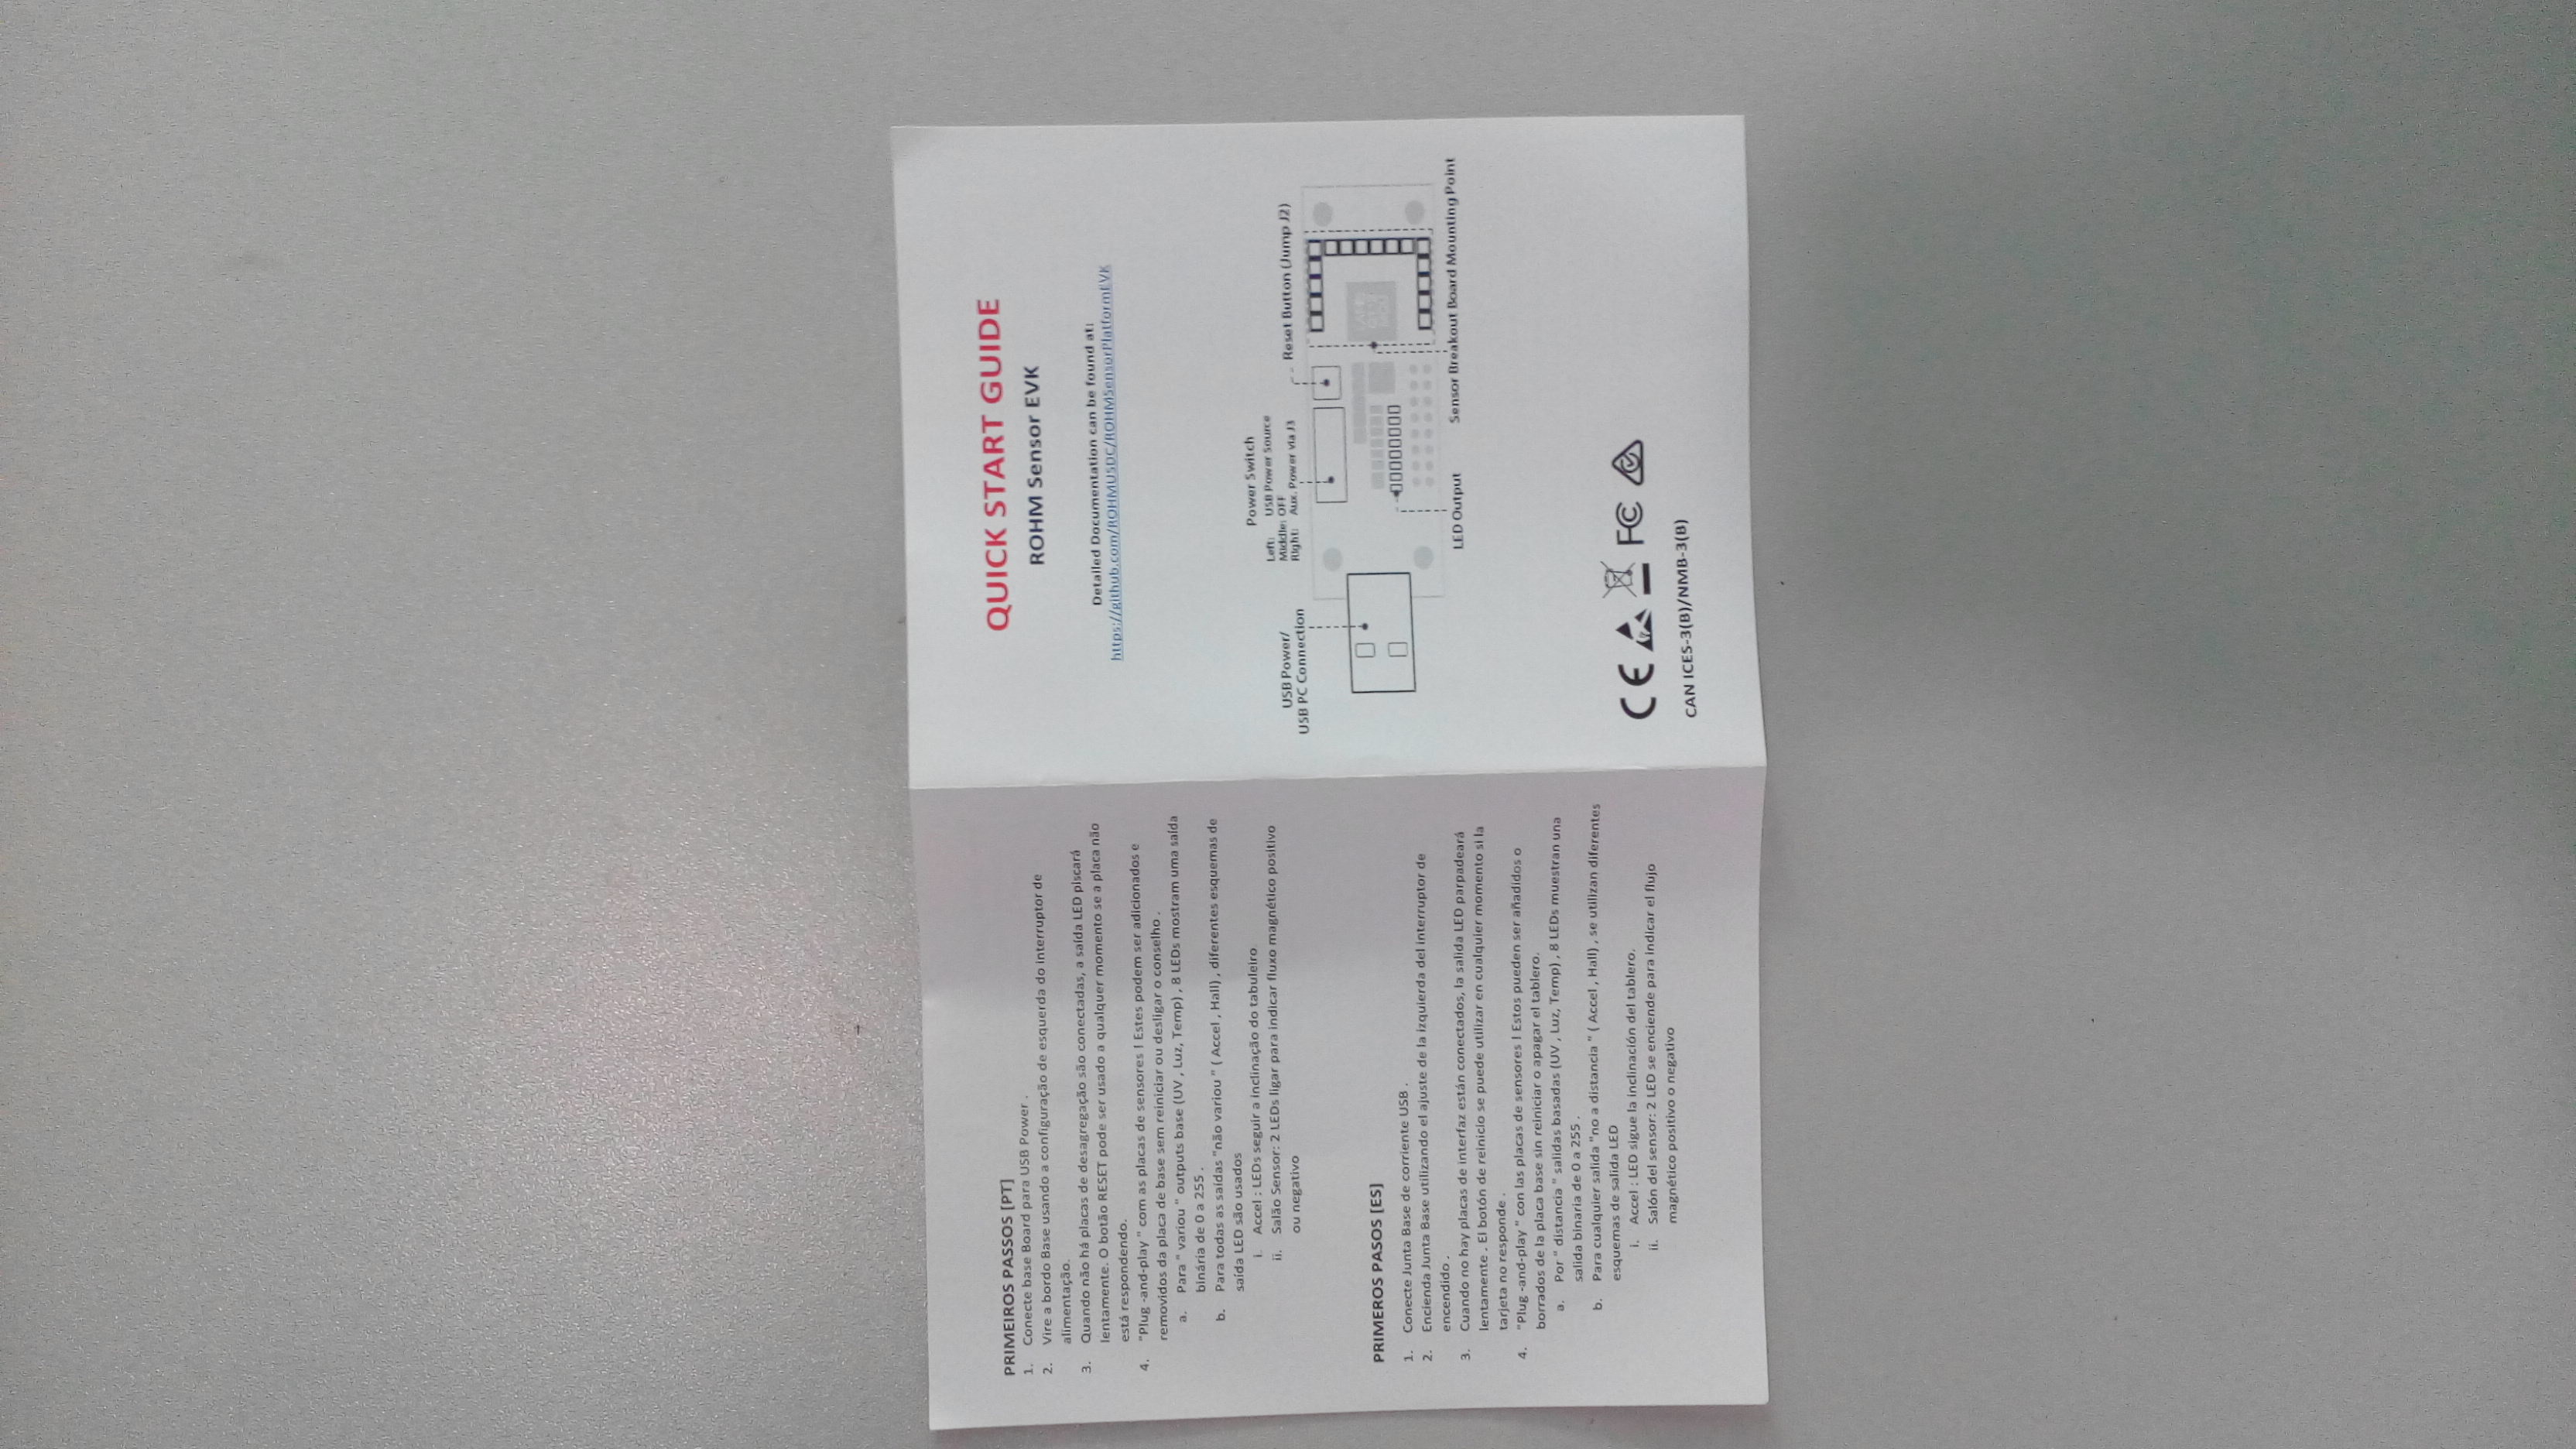 PRIMEIROS PASSOS [PT]
1. Conecte base Board para USB Power .
2. Vire a bordo Base usando a configuração de esquerda do interruptor de
alimentação.
3. Quando não há placas de desagregação são conectadas, a saída LED piscará
lentamente. O botão RESET pode ser usado a qualquer momento se a placa não
está respondendo.
4. "Plug -and-play " com as placas de sensores ! Estes podem ser adicionados e
removidos da placa de base sem reiniciar ou desligar o conselho .
a. Para " variou " outputs base (UV , Luz, Temp) , 8 LEDs mostram uma saída
binária de 0 a 255 .
b. Para todas as saídas "não variou " ( Accel , Hall) , diferentes esquemas de
saída LED são usados
i. Accel : LEDs seguir a inclinação do tabuleiro
ii. Salão Sensor: 2 LEDs ligar para indicar fluxo magnético positivo
ou negativo
PRIMEROS PASOS [ES]
1. Conecte Junta Base de corriente USB .
2. Encienda Junta Base utilizando el ajuste de la izquierda del interruptor de
encendido .
3. Cuando no hay placas de interfaz están conectados, la salida LED parpadeará
lentamente . El botón de reinicio se puede utilizar en cualquier momento si la
tarjeta no responde .
4. "Plug -and-play " con las placas de sensores ! Estos pueden ser añadidos o
borrados de la placa base sin reiniciar o apagar el tablero.
a. Por " distancia " salidas basadas (UV , Luz, Temp) , 8 LEDs muestran una
salida binaria de 0 a 255 .
b. Para cualquier salida "no a distancia " ( Accel , Hall) , se utilizan diferentes
esquemas de salida LED
i. Accel : LED sigue la inclinación del tablero.
ii. Salón del sensor: 2 LED se enciende para indicar el flujo
magnético positivo o negativo
QUICK START GUIDE
ROHM Sensor EVK
Detailed Documentation can be found at:
https://github.com/ROHMUSDC/ROHMSensorPlatformEVK
Power Switch
Left: USB Power Source
Middle: OFF
Right: Aux. Power via J3
USB Power/
USB PC Connection
Reset Button (Jump J2)
LED Output
Sensor Breakout Board Mounting Point
CE FC
CAN ICES-3(B)/NMB-3(B)